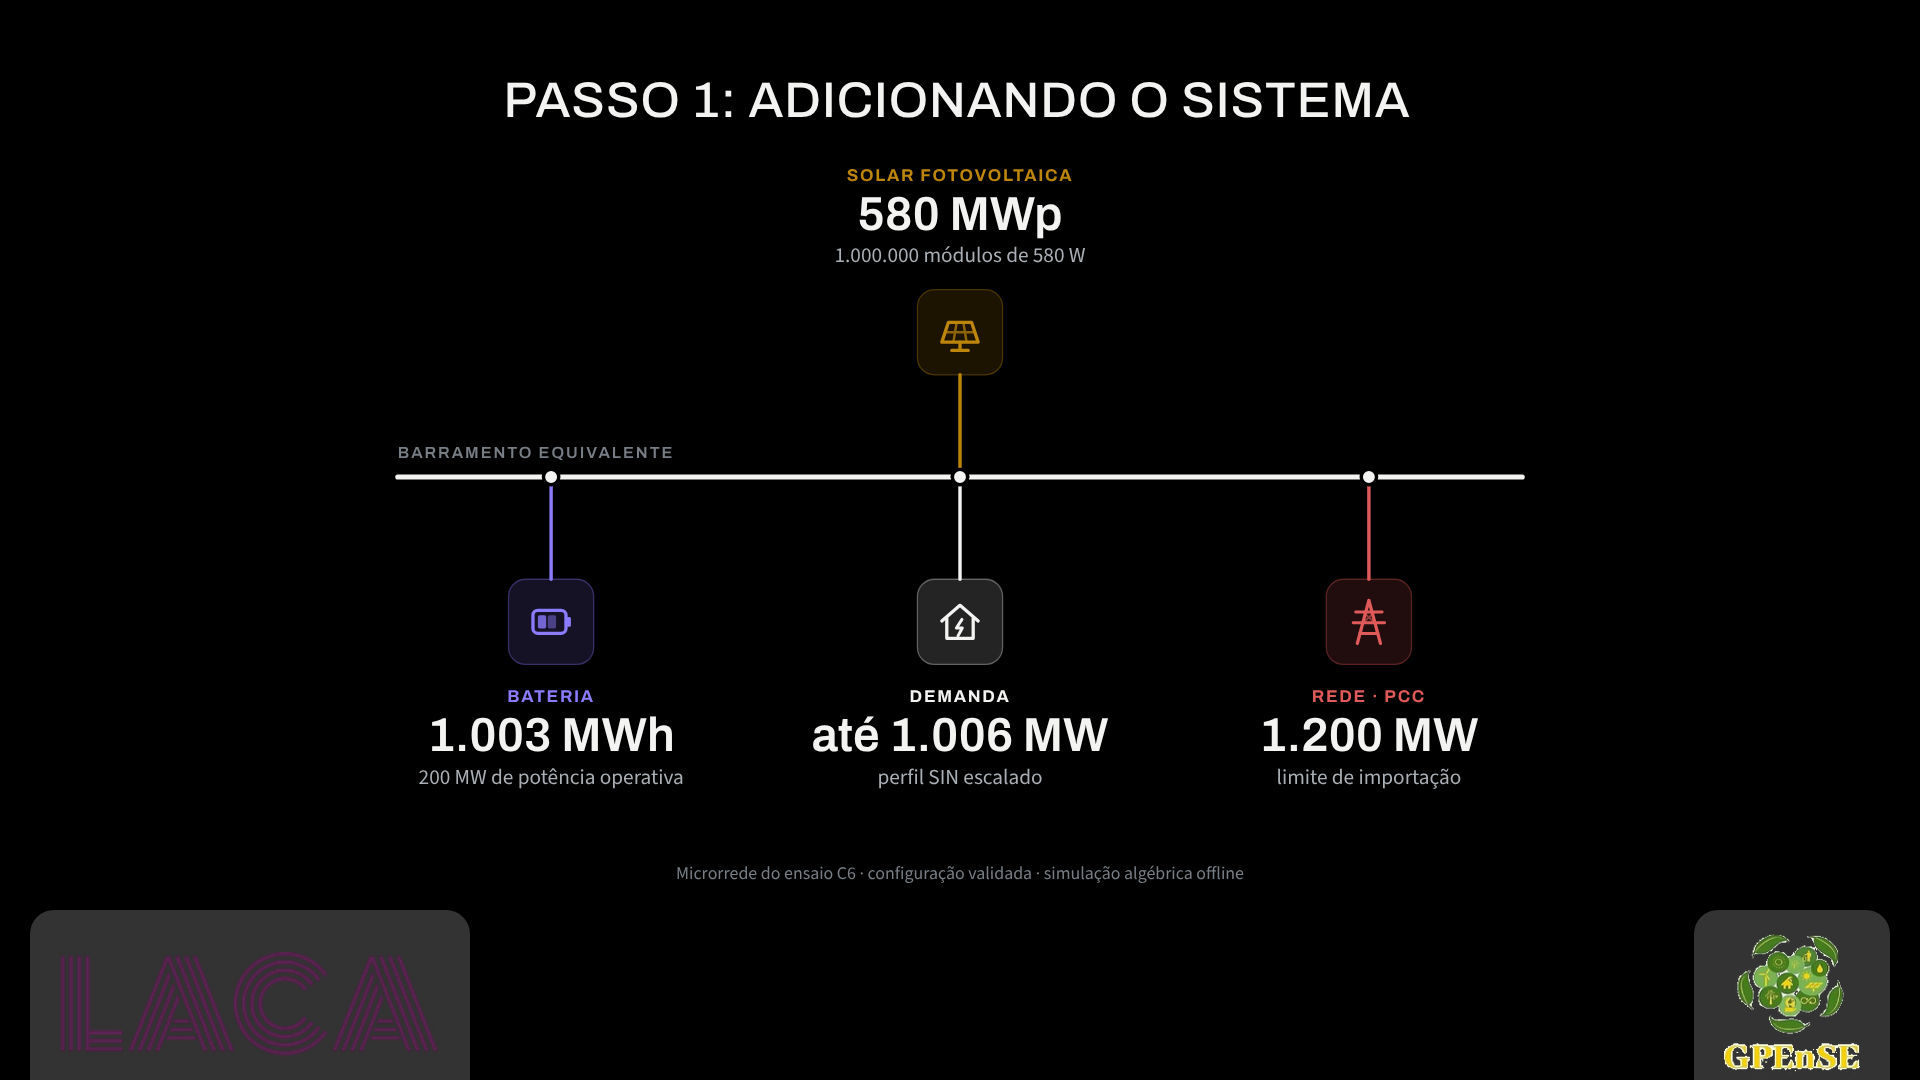 PASSO 1: ADICIONANDO O SISTEMA
SOLAR FOTOVOLTAICA
580 MWp
1.000.000 módulos de 580 W
BARRAMENTO EQUIVALENTE
BATERIA
1.003 MWh
200 MW de potência operativa
DEMANDA
até 1.006 MW
perfil SIN escalado
REDE · PCC
1.200 MW
limite de importação
Microrrede do ensaio C6 · configuração validada · simulação algébrica offline
LACA
GPEnSE